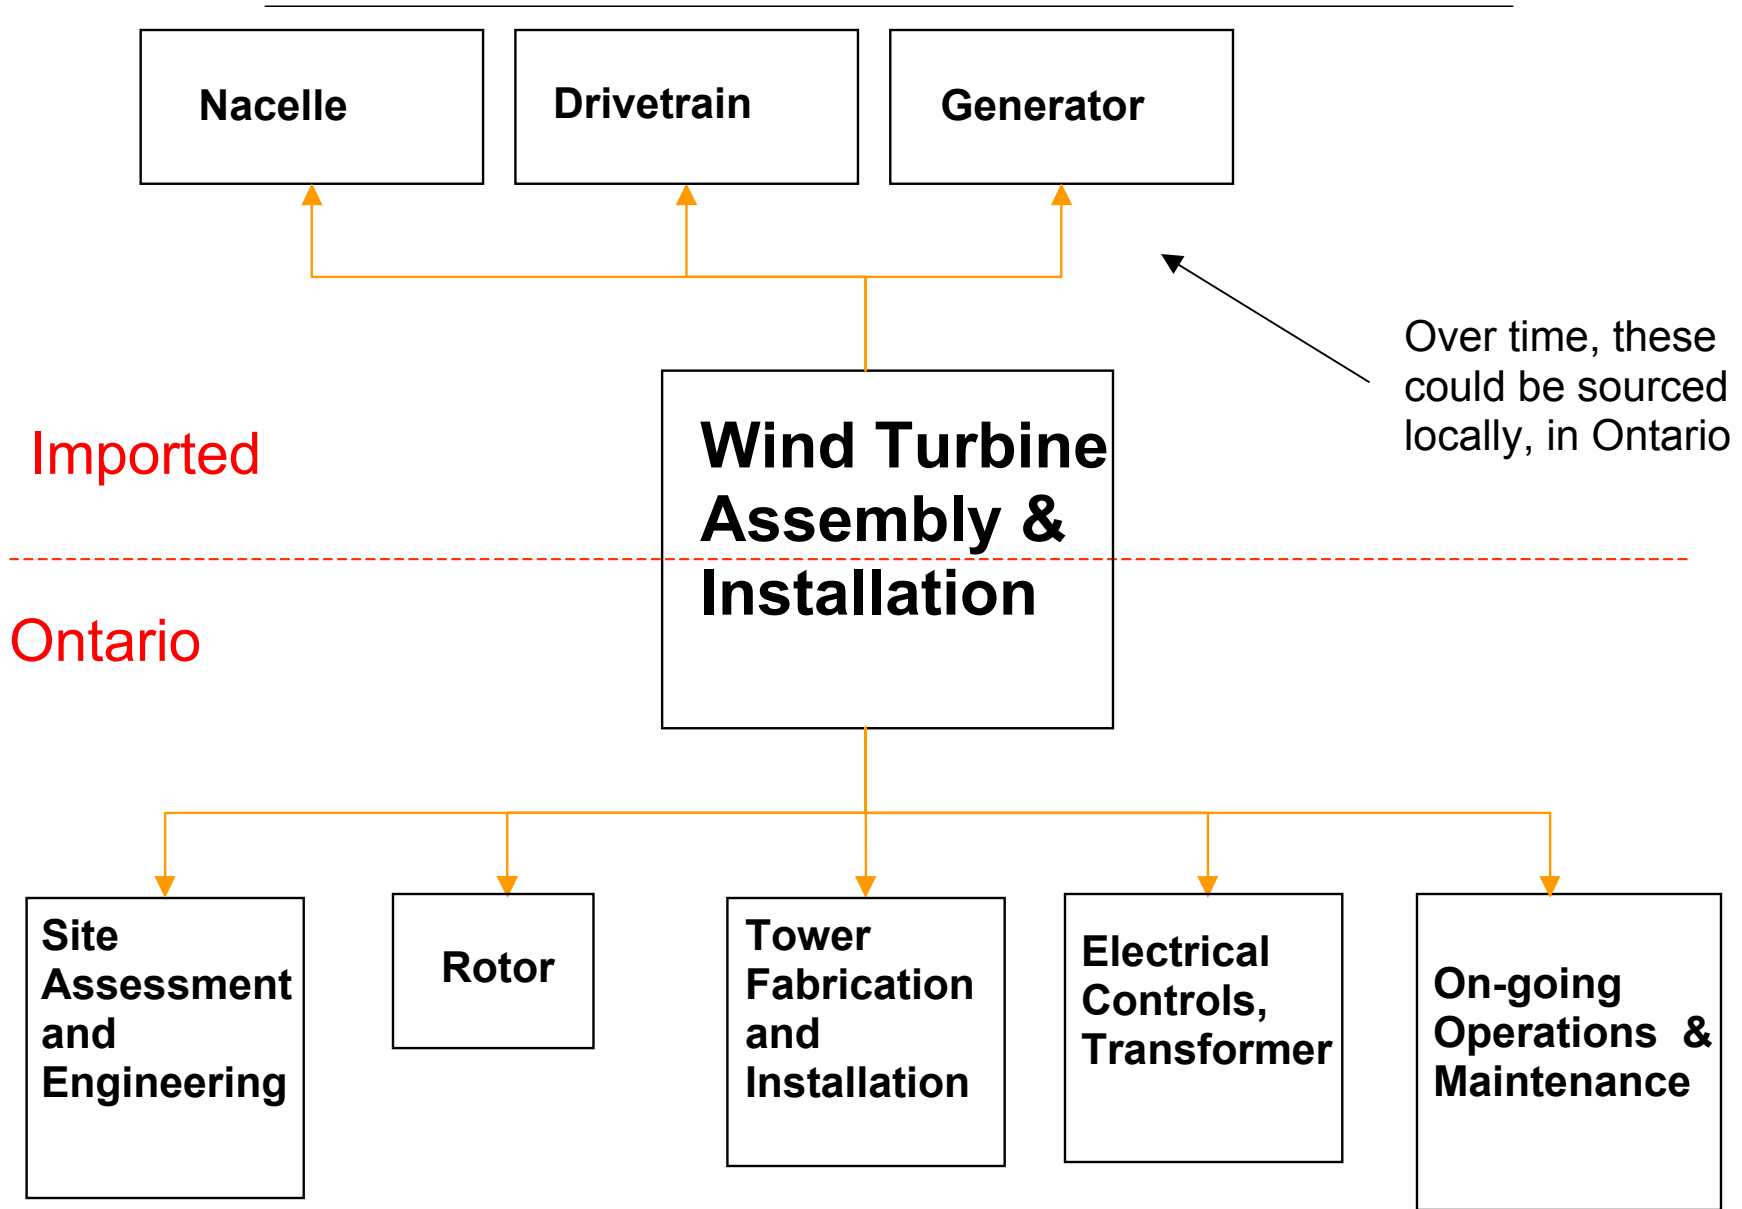 Nacelle
Drivetrain
Generator
Over time, these
could be sourced
locally, in Ontario
Imported
Wind Turbine
Assembly &
Installation
Ontario
Site
Assessment
and
Engineering
Rotor
Tower
Fabrication
and
Installation
Electrical
Controls,
Transformer
On-going
Operations &
Maintenance